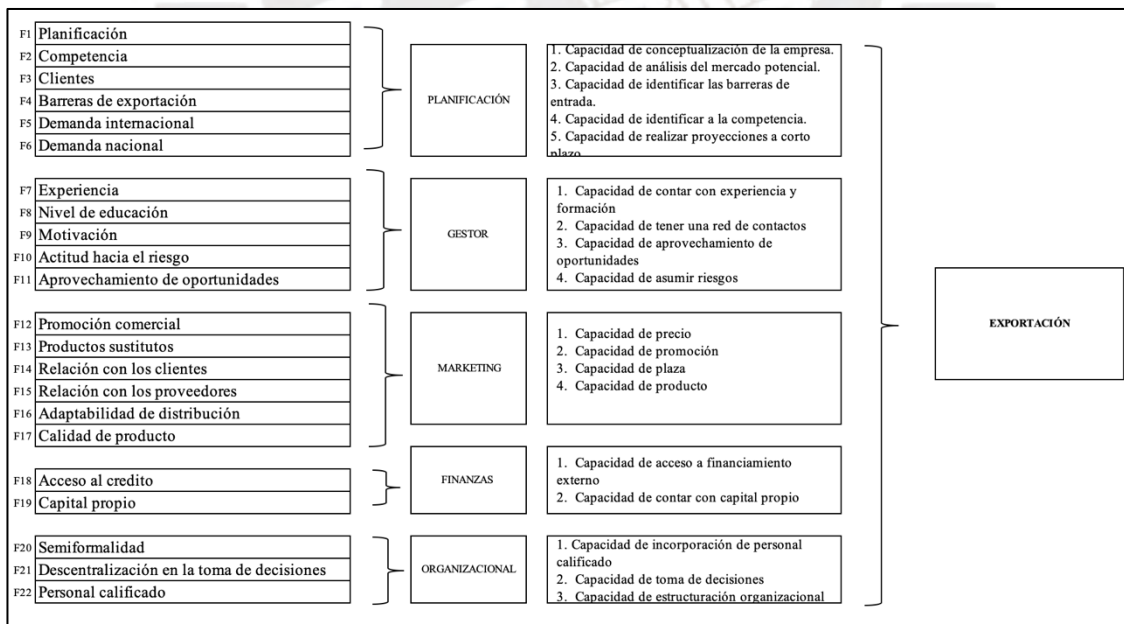 F1 Planificación
F2 Competencia
F3 Clientes
F4 Barreras de exportación
F5 Demanda internacional
F6 Demanda nacional
PLANIFICACIÓN
1. Capacidad de conceptualización de la empresa.
2. Capacidad de análisis del mercado potencial.
3. Capacidad de identificar las barreras de
entrada.
4. Capacidad de identificar a la competencia.
5. Capacidad de realizar proyecciones a corto
plazo
F7 Experiencia
F8 Nivel de educación
F9 Motivación
F10 Actitud hacia el riesgo
F11 Aprovechamiento de oportunidades
GESTOR
1. Capacidad de contar con experiencia y
formación
2. Capacidad de tener una red de contactos
3. Capacidad de aprovechamiento de
oportunidades
4. Capacidad de asumir riesgos
F12 Promoción comercial
F13 Productos sustitutos
F14 Relación con los clientes
F15 Relación con los proveedores
F16 Adaptabilidad de distribución
F17 Calidad de producto
MARKETING
1. Capacidad de precio
2. Capacidad de promoción
3. Capacidad de plaza
4. Capacidad de producto
F18 Acceso al credito
F19 Capital propio
FINANZAS
1. Capacidad de acceso a financiamiento
externo
2. Capacidad de contar con capital propio
F20 Semiformalidad
F21 Descentralización en la toma de decisiones
F22 Personal calificado
ORGANIZACIONAL
1. Capacidad de incorporación de personal
calificado
2. Capacidad de toma de decisiones
3. Capacidad de estructuración organizacional
EXPORTACIÓN